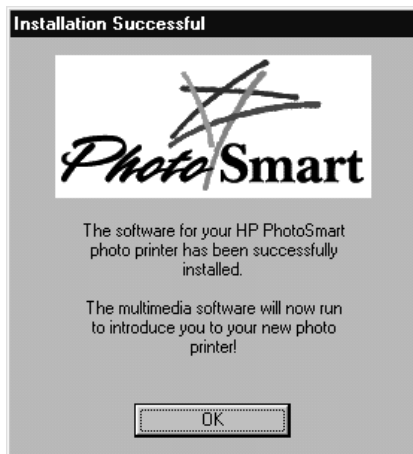 Installation Successful
PhotoSmart
The software for your HP PhotoSmart
photo printer has been successfully
installed.
The multimedia software will now run
to introduce you to your new photo
printer!
OK